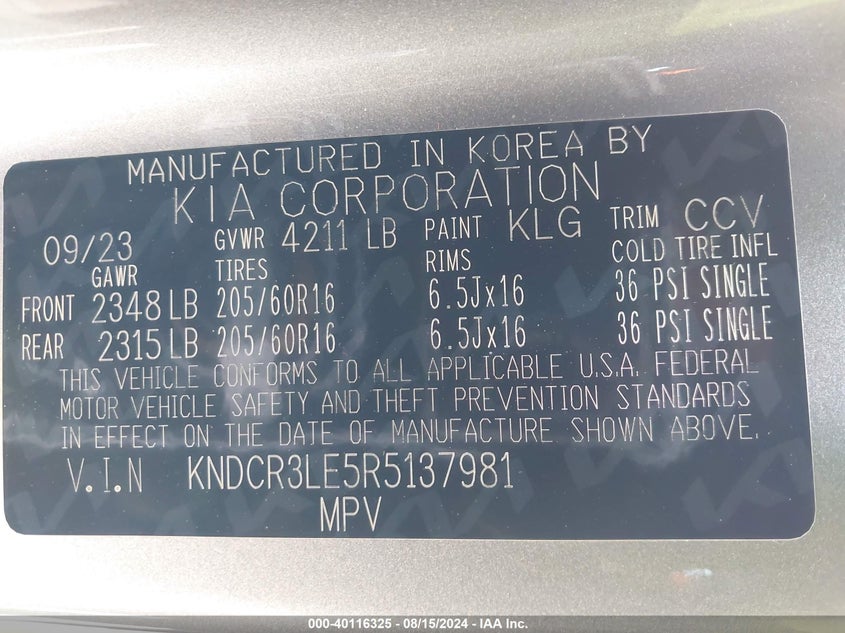 MANUFACTURED IN KOREA BY
KIA CORPORATION
09/23 GVWR 4211 LB PAINT KLG TRIM CCV
GAWR TIRES RIMS COLD TIRE INFL
FRONT 2348 LB 205/60R16 6.5Jx16 36 PSI SINGLE
REAR 2315 LB 205/60R16 6.5Jx16 36 PSI SINGLE
THIS VEHICLE CONFORMS TO ALL APPLICABLE U.S.A. FEDERAL
MOTOR VEHICLE SAFETY AND THEFT PREVENTION STANDARDS
IN EFFECT ON THE DATE OF MANUFACTURE SHOWN ABOVE.
V.I.N KNDCR3LE5R5137981
MPV
000-40116325 - 08/15/2024 - IAA Inc.